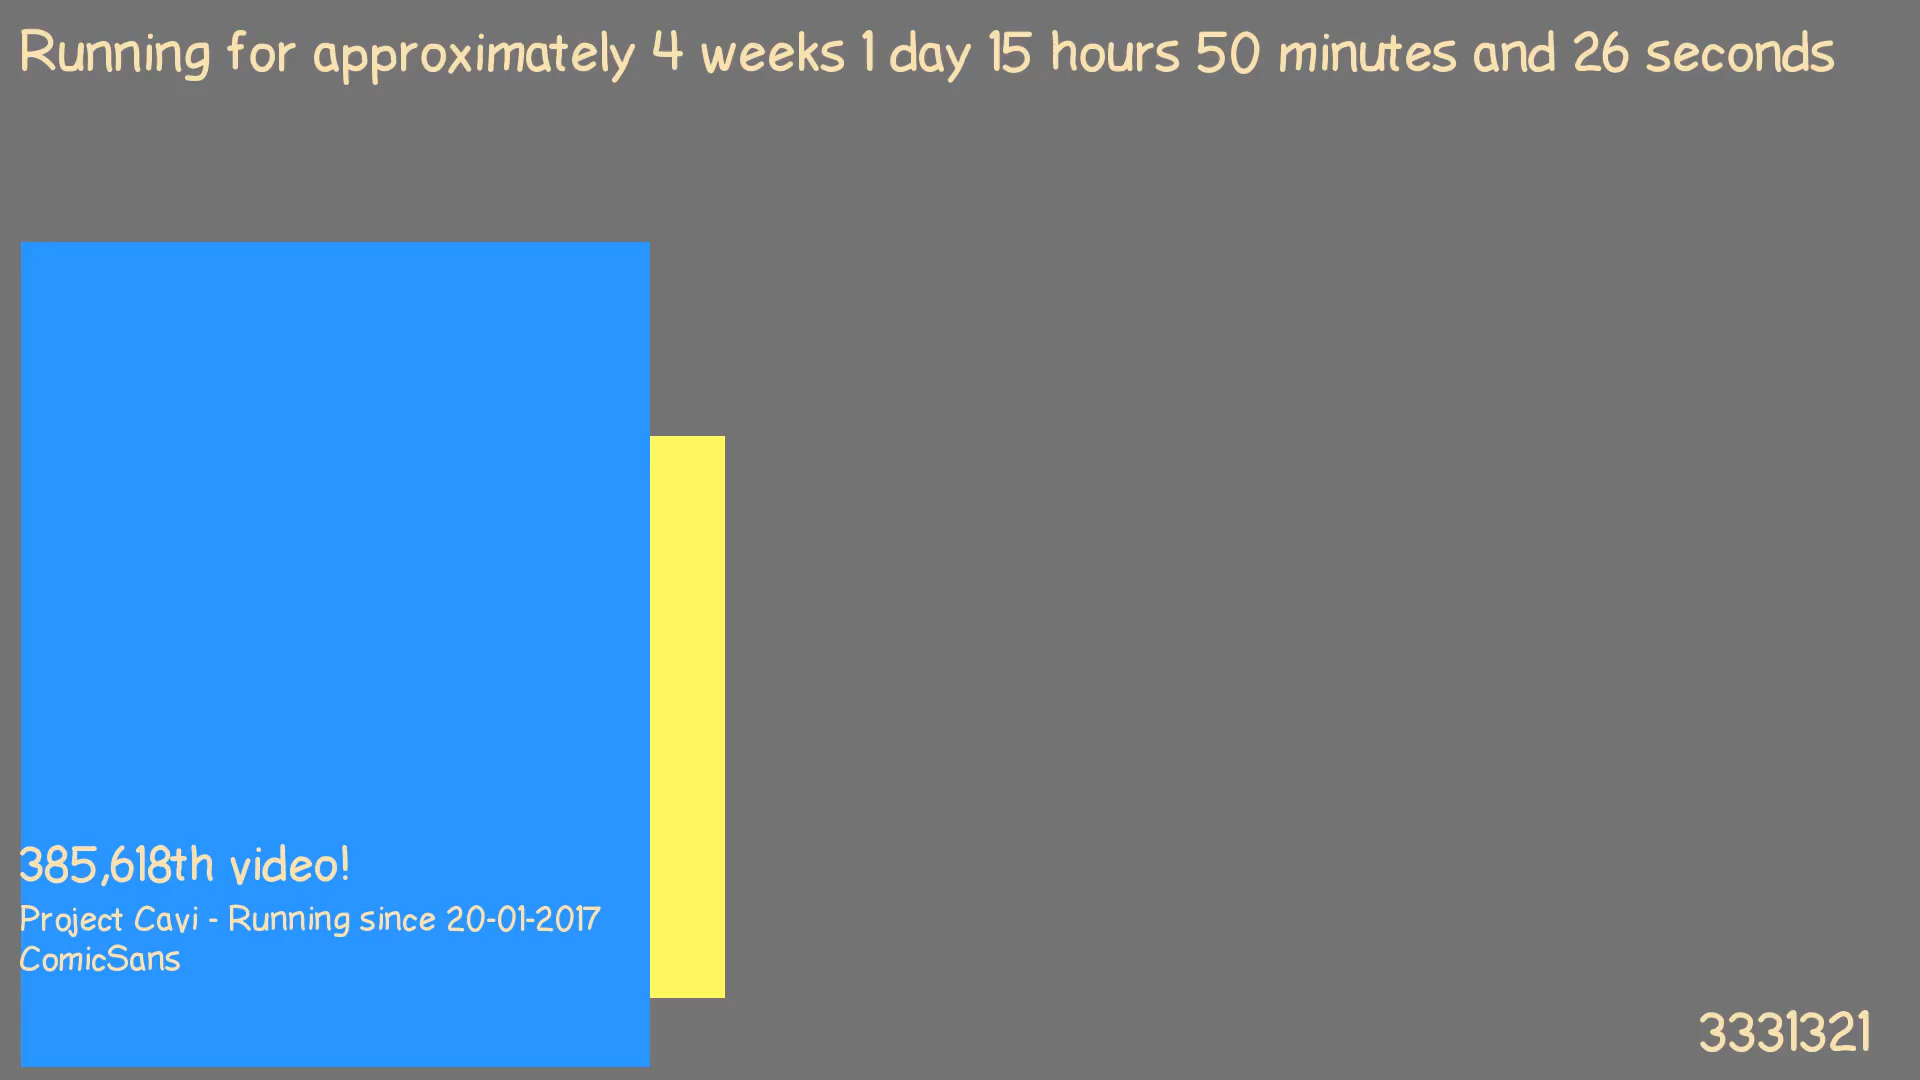 Running for approximately 4 weeks 1 day 15 hours 50 minutes and 26 seconds
385,618th video!
Project Cavi - Running since 20-01-2017
ComicSans
3331321